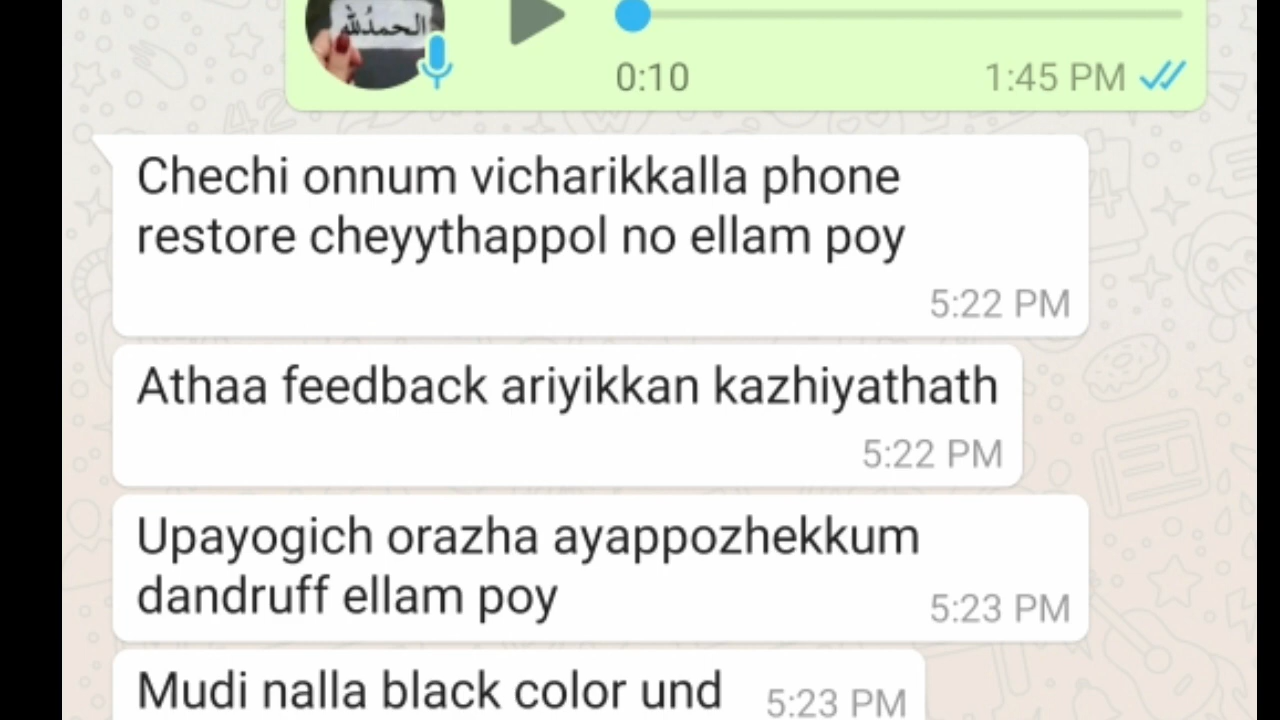 الحمدُلله
0:10
1:45 PM
Chechi onnum vicharikkalla phone
restore cheyythappol no ellam poy
5:22 PM
Athaa feedback ariyikkan kazhiyathath
5:22 PM
Upayogich orazha ayappozhekkum
dandruff ellam poy
5:23 PM
Mudi nalla black color und
5:23 PM